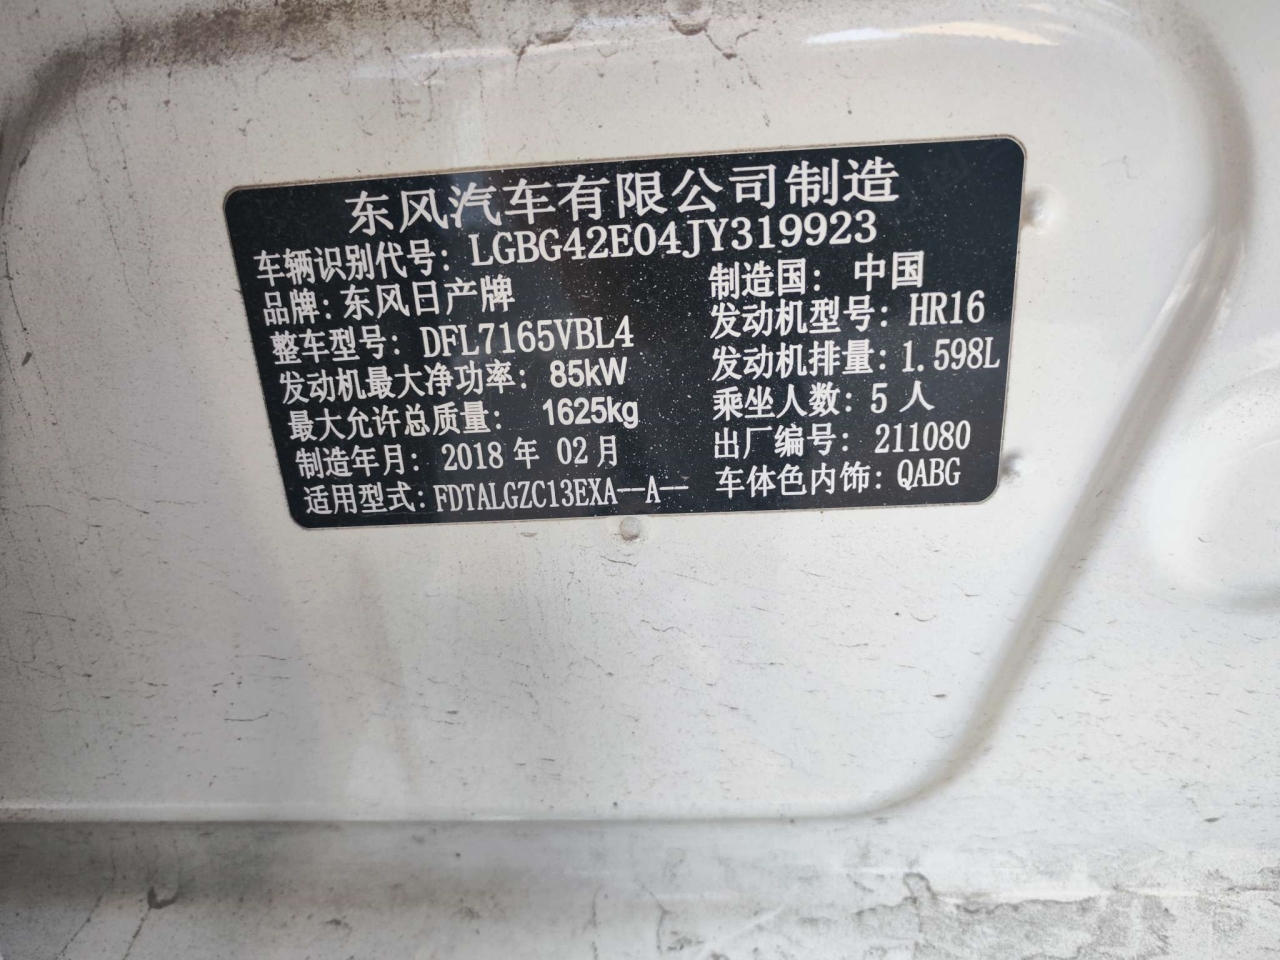 东风汽车有限公司制造
车辆识别代号: LGBG42E04JY319923
品牌: 东风日产牌 制造国: 中国
整车型号: DFL7165VBL4 发动机型号: HR16
发动机最大净功率: 85kW 发动机排量: 1.598L
最大允许总质量: 1625kg 乘坐人数: 5 人
制造年月: 2018 年 02 月 出厂编号: 211080
适用型式: FDTALGZC13EXA--A-- 车体色内饰: QABG